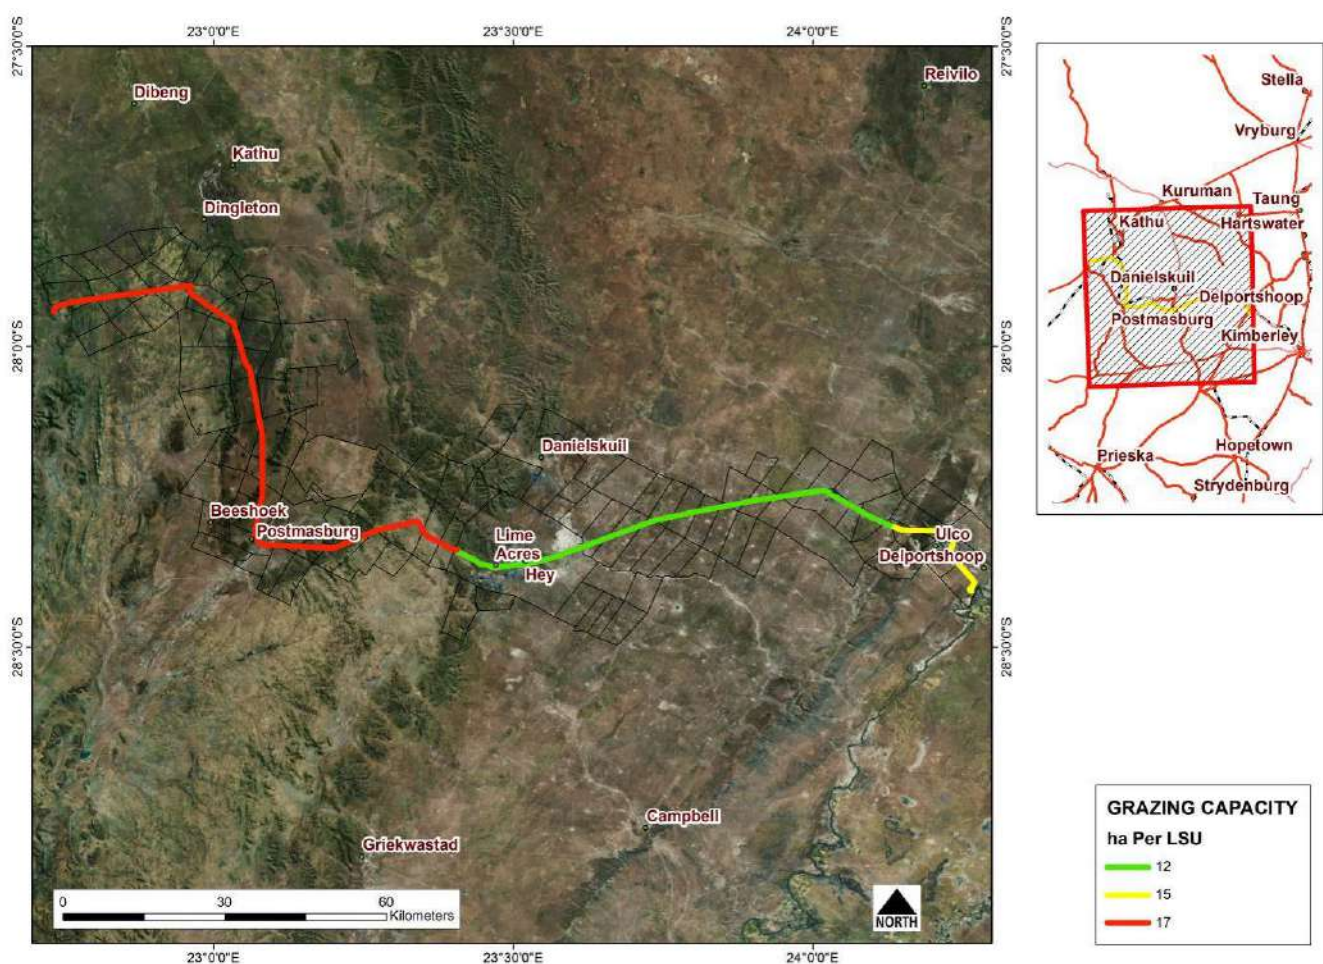 23°0'0"E
23°30'0"E
24°0'0"E
27°30'0"S
27°30'0"S
Reivilo
Dibeng
Kathu
Dingleton
28°0'0"S
28°0'0"S
Danielskuil
Beeshoek
Postmasburg
Lime
Acres
Hey
Ulco
Delportshoop
28°30'0"S
28°30'0"S
Campbell
Griekwastad
0
30
60
Kilometers
NORTH
23°0'0"E
23°30'0"E
24°0'0"E
Stella
Vryburg
Kuruman
Taung
Kathu
Hartswater
Danielskuil
Delportshoop
Postmasburg
Kimberley
Hopetown
Prieska
Strydenburg
GRAZING CAPACITY
ha Per LSU
12
15
17